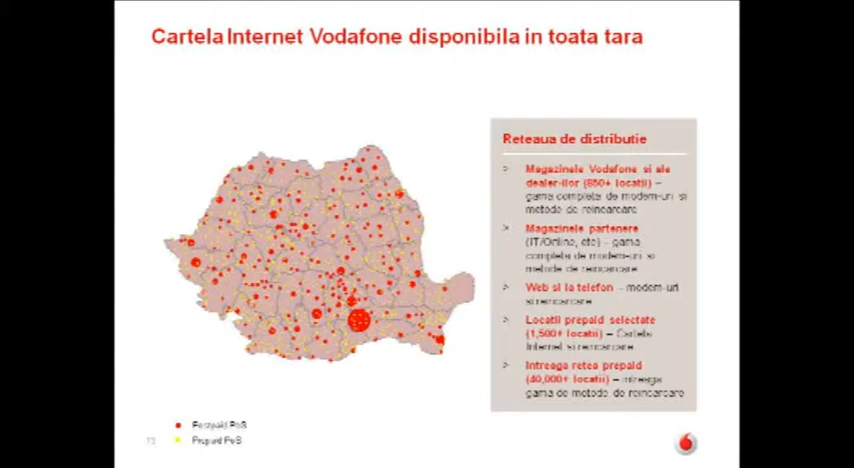 Cartela Internet Vodafone disponibila in toata tara
Reteaua de distributie
> Magazinele Vodafone si ale
dealer-ilor (850+ locatii) –
gama completa de modem-uri si
metode de reincarcare
> Magazinele partenere
(IT/Online, etc) – gama
completa de modem-uri si
metode de reincarcare
> Web si la telefon – modem-uri
si reincarcare
> Locatii prepaid selectate
(1,500+ locatii) – Cartela
Internet si reincarcare
> Intreaga retea prepaid
(40,000+ locatii) – intreaga
gama de metode de reincarcare
Postpaid PoS
Prepaid PoS